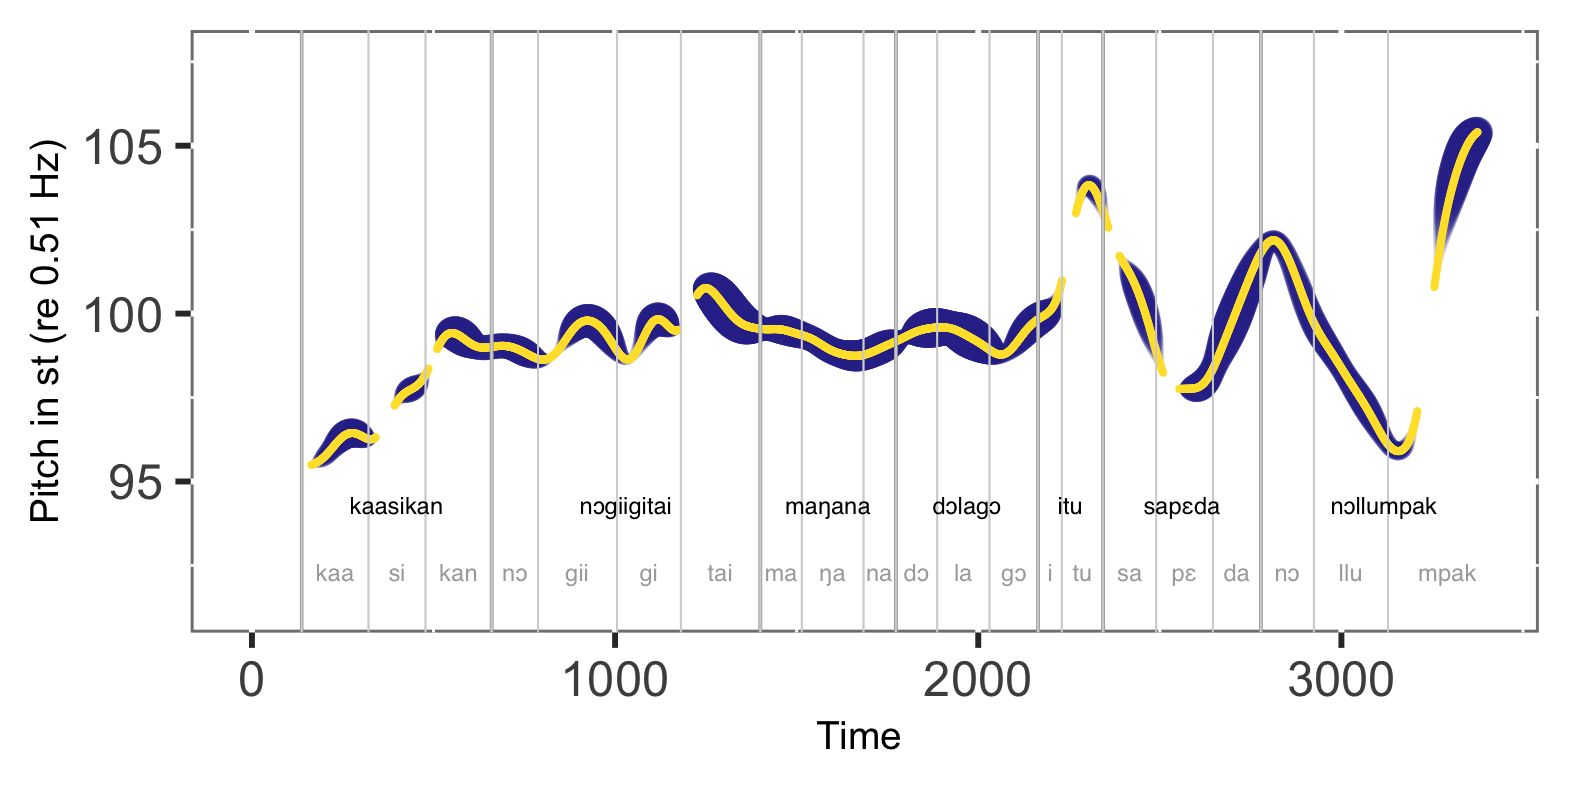 Pitch in st (re 0.51 Hz)
105
100
95
kaasikan nɔgiigitai maŋana dɔlagɔ itu sapɛda nɔllumpak
kaa si kan nɔ gii gi tai ma ŋa na dɔ la gɔ i tu sa pɛ da nɔ llu mpak
0 1000 2000 3000
Time